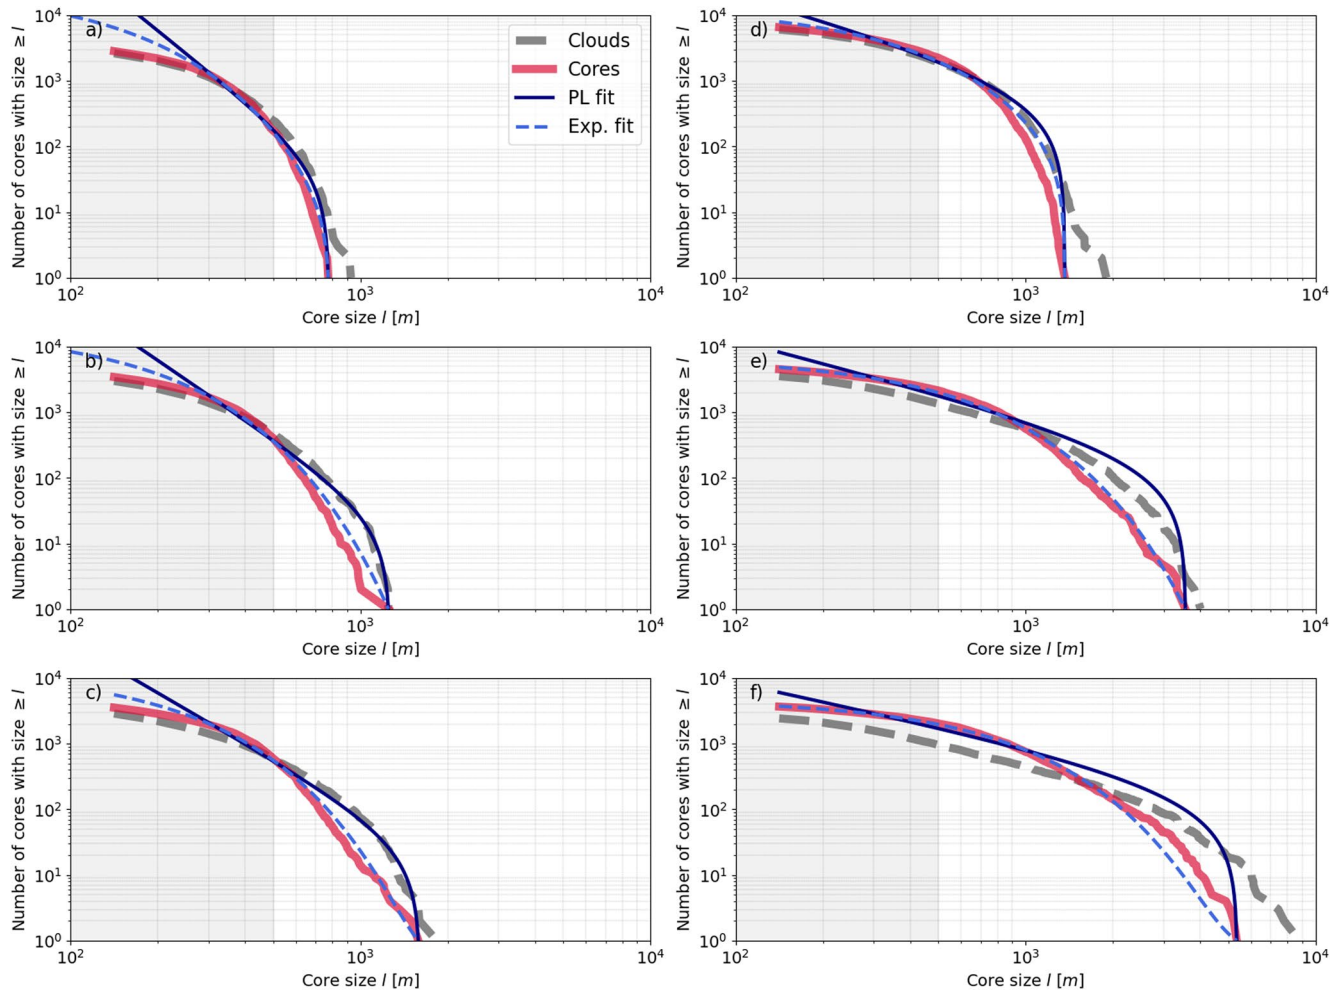 a)
Clouds
Cores
PL fit
Exp. fit
Number of cores with size ≥ l
10⁴
10³
10²
10¹
10⁰
10² 10³ 10⁴
Core size l [m]
d)
Number of cores with size ≥ l
10⁴
10³
10²
10¹
10⁰
10² 10³ 10⁴
Core size l [m]
b)
Number of cores with size ≥ l
10⁴
10³
10²
10¹
10⁰
10² 10³ 10⁴
Core size l [m]
e)
Number of cores with size ≥ l
10⁴
10³
10²
10¹
10⁰
10² 10³ 10⁴
Core size l [m]
c)
Number of cores with size ≥ l
10⁴
10³
10²
10¹
10⁰
10² 10³ 10⁴
Core size l [m]
f)
Number of cores with size ≥ l
10⁴
10³
10²
10¹
10⁰
10² 10³ 10⁴
Core size l [m]